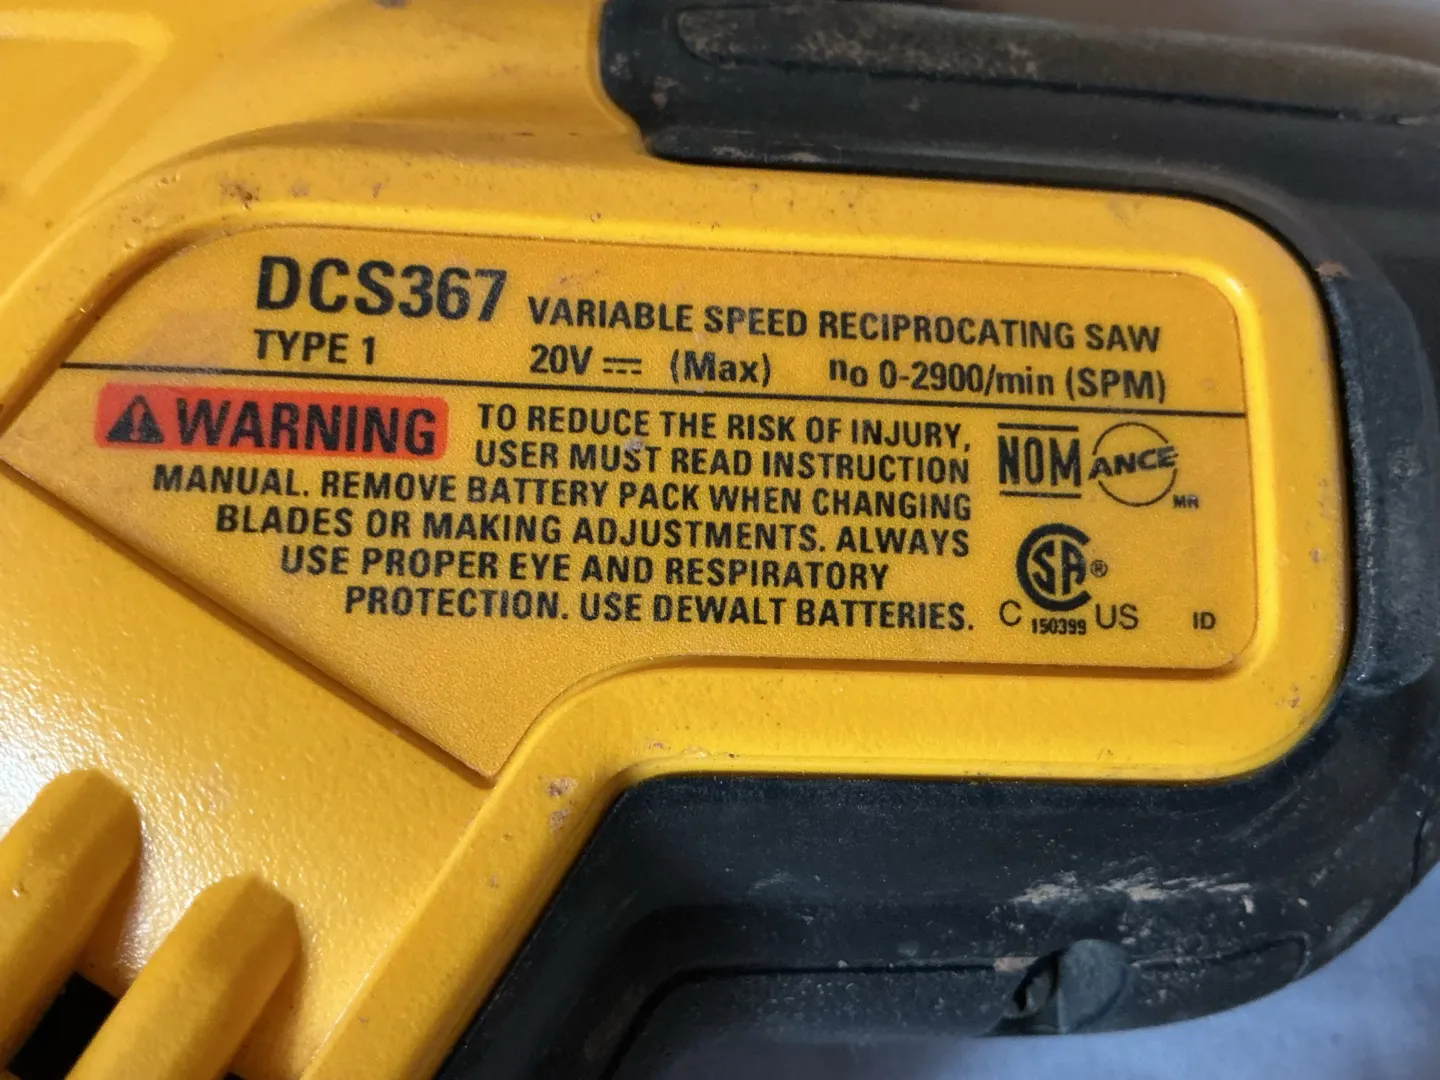 DCS367 VARIABLE SPEED RECIPROCATING SAW
TYPE 1 20V ⎓ (Max) no 0-2900/min (SPM)
⚠ WARNING TO REDUCE THE RISK OF INJURY,
USER MUST READ INSTRUCTION
MANUAL. REMOVE BATTERY PACK WHEN CHANGING
BLADES OR MAKING ADJUSTMENTS. ALWAYS
USE PROPER EYE AND RESPIRATORY
PROTECTION. USE DEWALT BATTERIES.
NOM ANCE MR
CSA®
C 150399 US ID